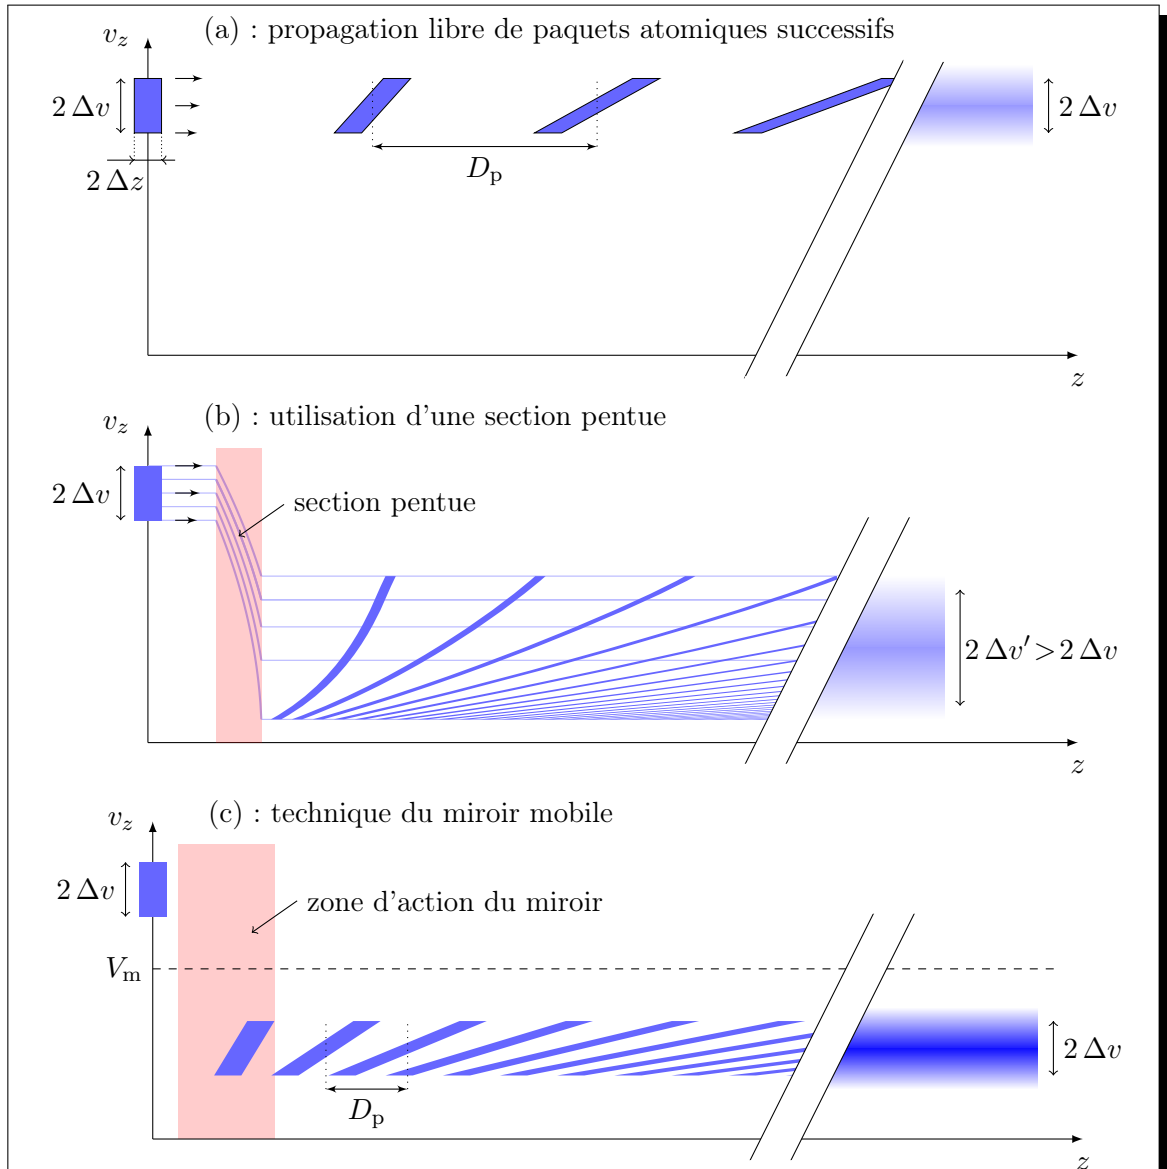 (a) : propagation libre de paquets atomiques successifs
v_z
2 Δv
2 Δz
D_p
2 Δv
z
(b) : utilisation d'une section pentue
v_z
2 Δv
section pentue
2 Δv′ > 2 Δv
z
(c) : technique du miroir mobile
v_z
2 Δv
zone d'action du miroir
V_m
2 Δv
D_p
z